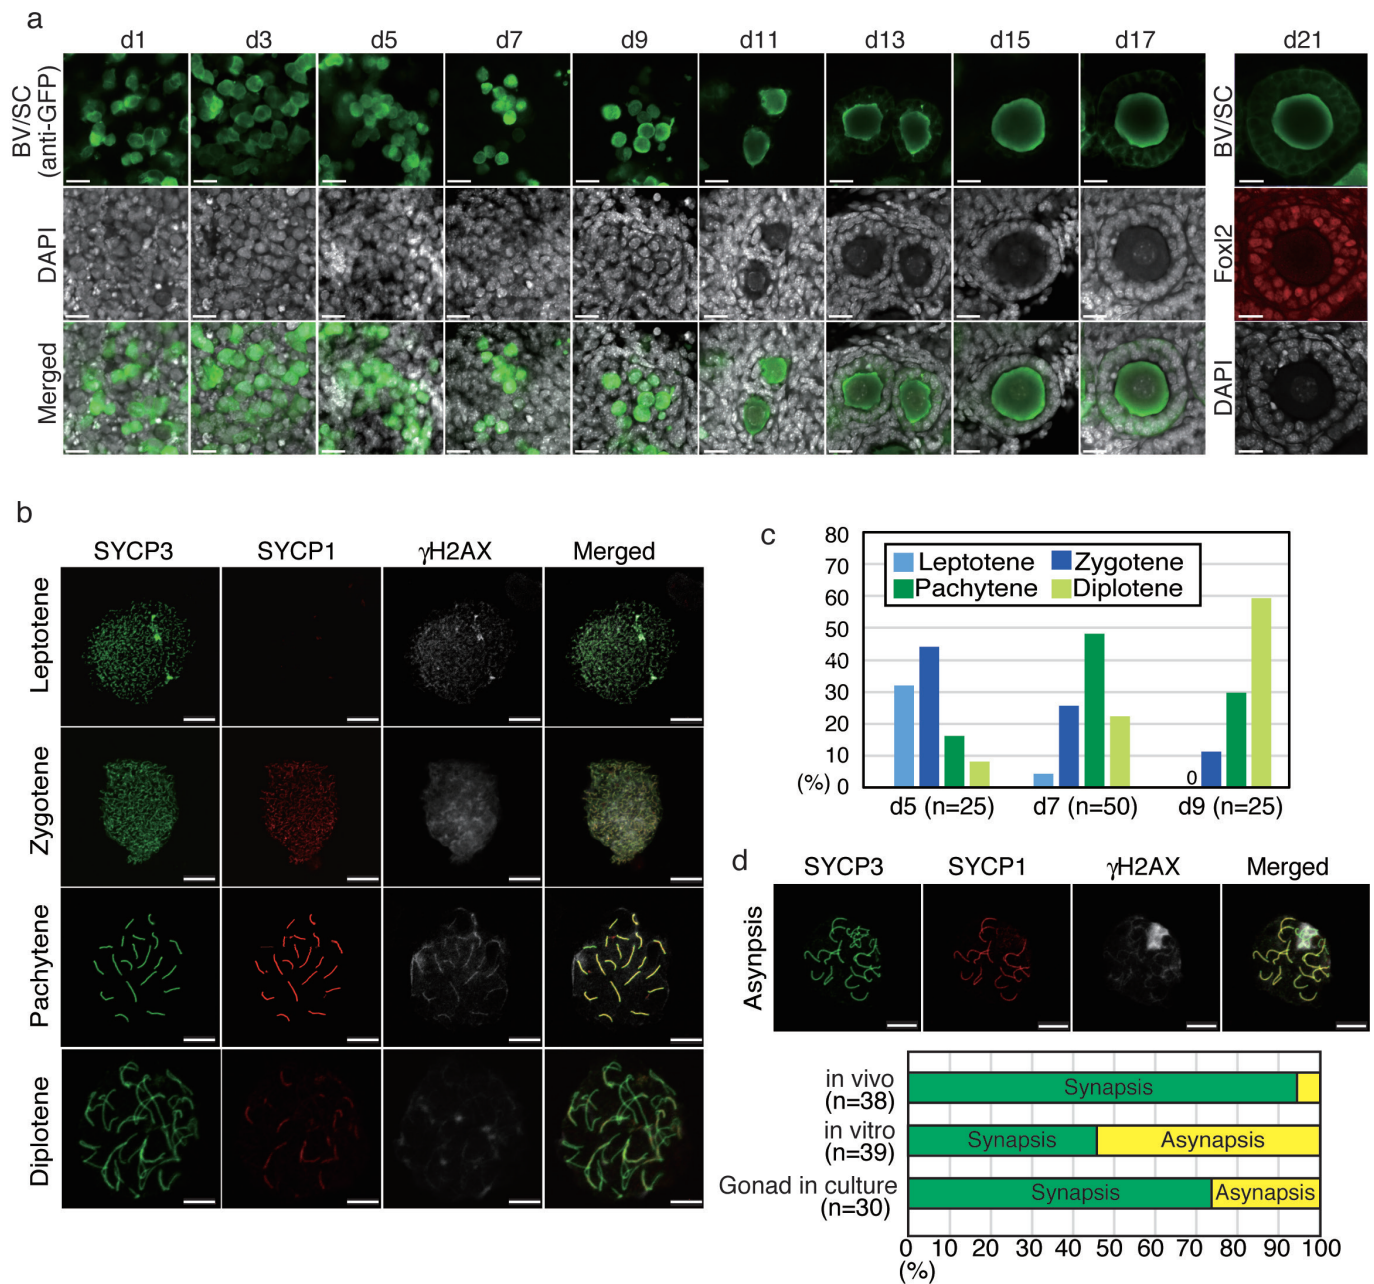 a
d1 d3 d5 d7 d9 d11 d13 d15 d17 d21
BV/SC
(anti-GFP)
DAPI
Merged
BV/SC
Foxl2
DAPI
b
SYCP3 SYCP1 γH2AX Merged
Leptotene
Zygotene
Pachytene
Diplotene
c
80
70
60
50
40
30
20
10
(%) 0
Leptotene Zygotene
Pachytene Diplotene
0
d5 (n=25) d7 (n=50) d9 (n=25)
d
SYCP3 SYCP1 γH2AX Merged
Asynpsis
in vivo
(n=38)
Synapsis
in vitro
(n=39)
Synapsis Asynapsis
Gonad in culture
(n=30)
Synapsis Asynapsis
0 10 20 30 40 50 60 70 80 90 100
(%)